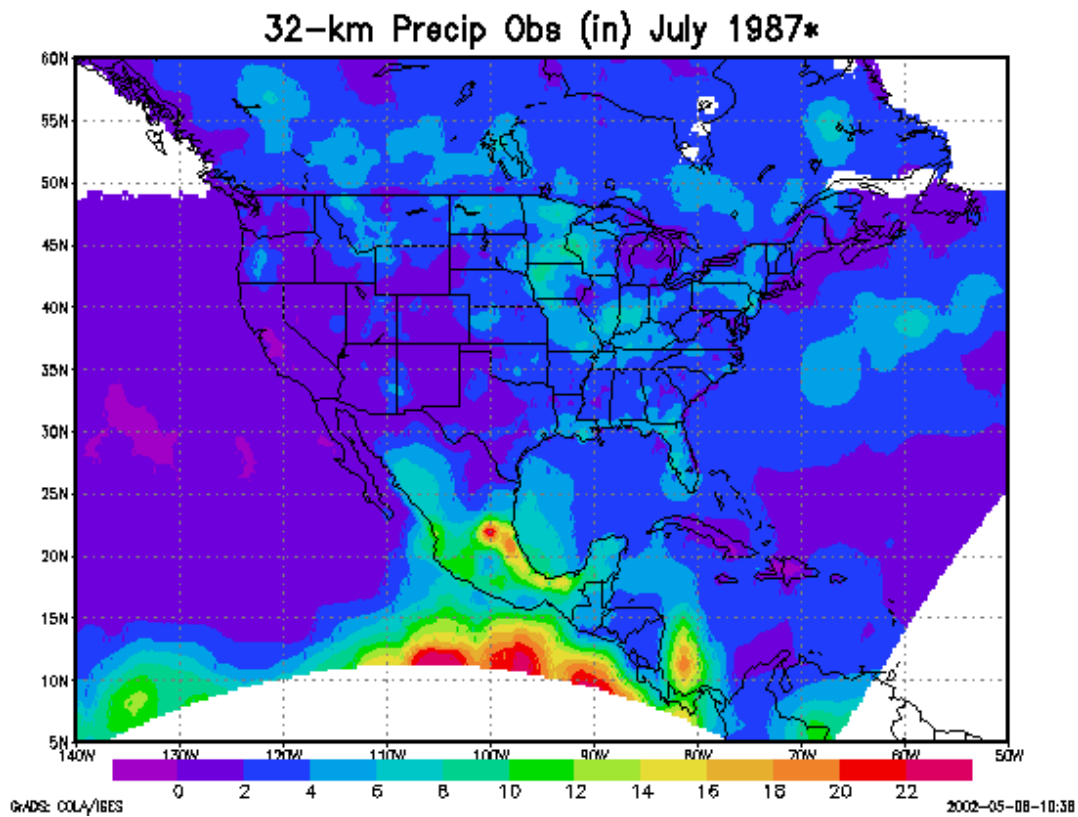 32-km Precip Obs (in) July 1987*
60N
55N
50N
45N
40N
35N
30N
25N
20N
15N
10N
5N
140W 130W 120W 110W 100W 90W 80W 70W 60W 50W
0 2 4 6 8 10 12 14 16 18 20 22
GrADS: COLA/IGES 2002-05-08-10:38